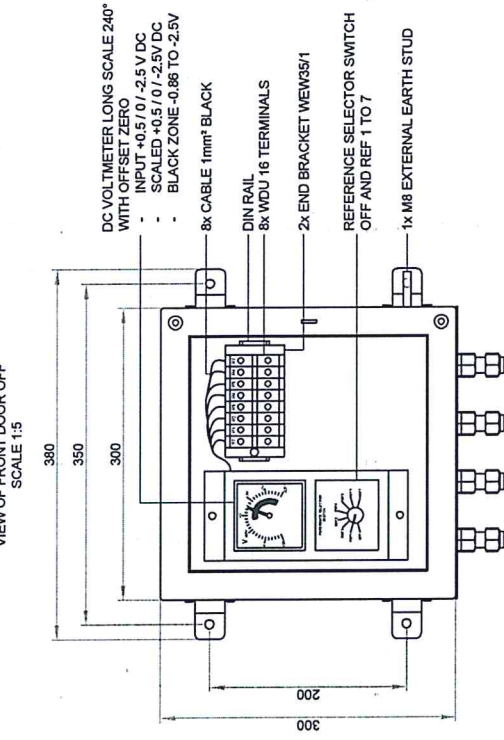 VIEW OF FRONT DOOR OFF
SCALE 1:5
380
350
300
200
300
DC VOLTMETER LONG SCALE 240°
WITH OFFSET ZERO
- INPUT +0.5 / 0 / -2.5 V DC
- SCALED +0.5 / 0 / -2.5V DC
- BLACK ZONE -0.86 TO -2.5V
8x CABLE 1mm² BLACK
DIN RAIL
8x WDU 16 TERMINALS
2x END BRACKET WEW35/1
REFERENCE SELECTOR SWITCH
OFF AND REF 1 TO 7
1x M8 EXTERNAL EARTH STUD
V